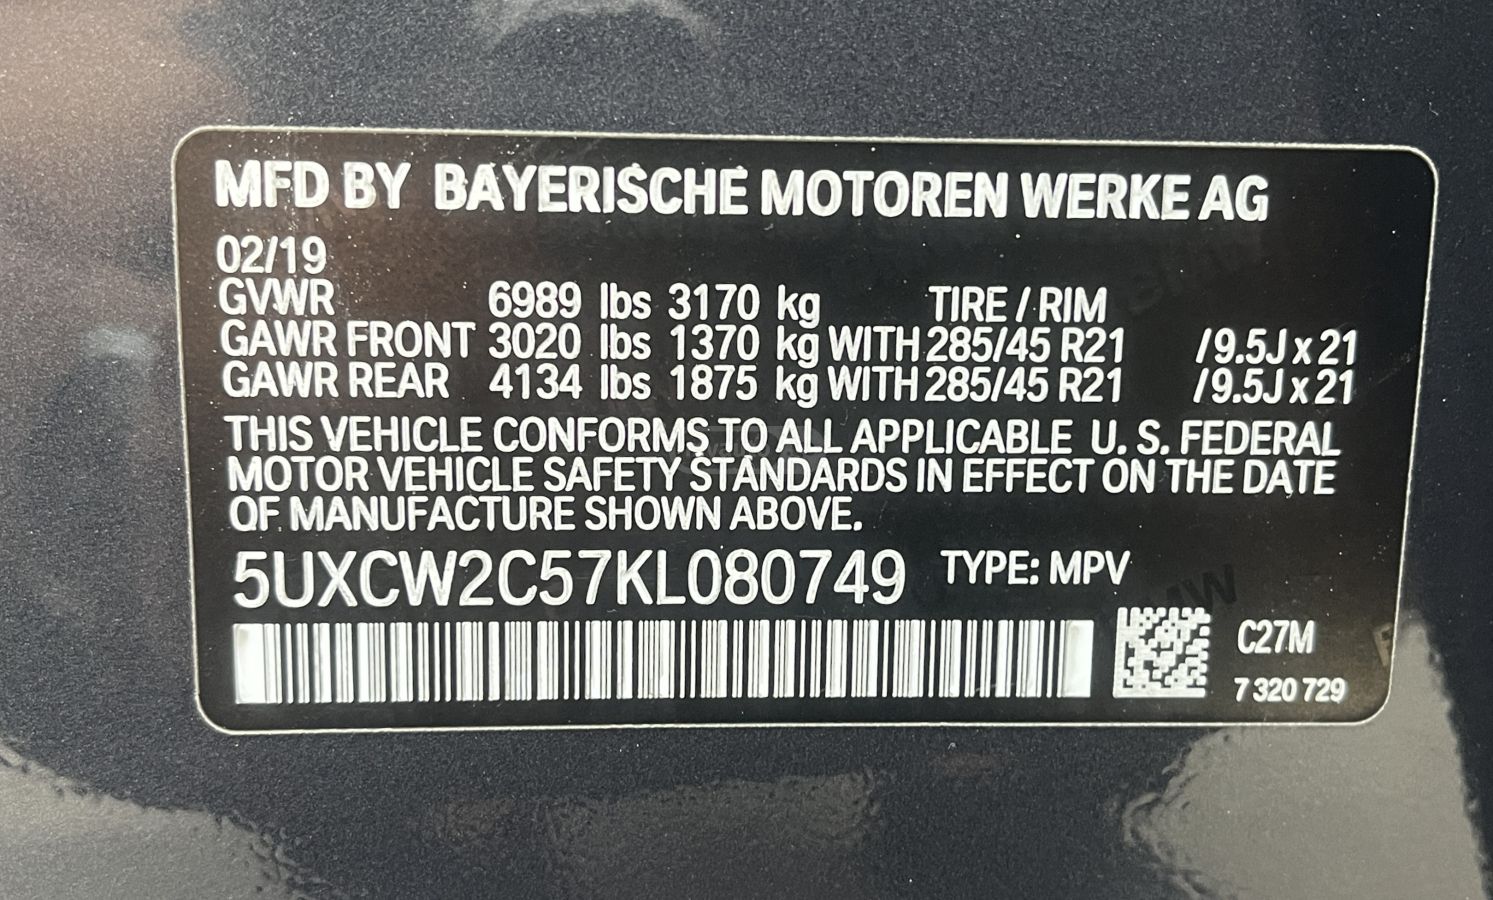 MFD BY BAYERISCHE MOTOREN WERKE AG
02/19
GVWR 6989 lbs 3170 kg TIRE / RIM
GAWR FRONT 3020 lbs 1370 kg WITH 285/45 R21 /9.5J x 21
GAWR REAR 4134 lbs 1875 kg WITH 285/45 R21 /9.5J x 21
THIS VEHICLE CONFORMS TO ALL APPLICABLE U. S. FEDERAL
MOTOR VEHICLE SAFETY STANDARDS IN EFFECT ON THE DATE
OF MANUFACTURE SHOWN ABOVE.
5UXCW2C57KL080749 TYPE: MPV
C27M
7 320 729